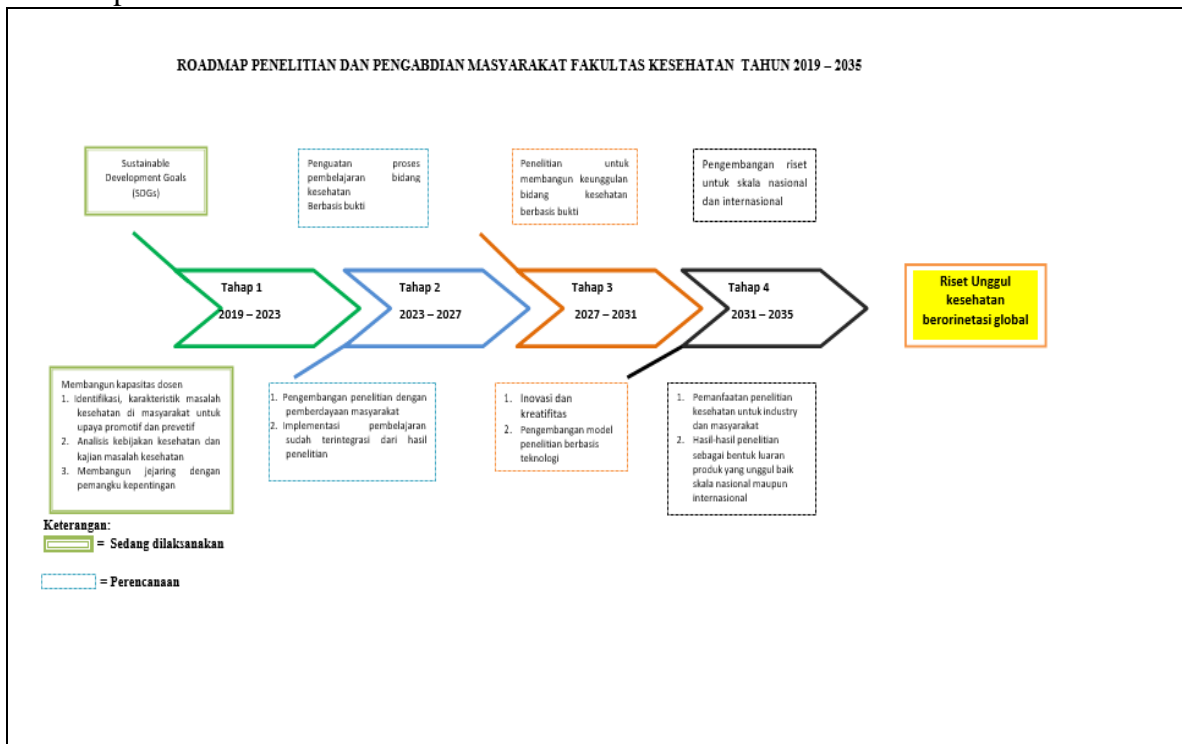 ROADMAP PENELITIAN DAN PENGABDIAN MASYARAKAT FAKULTAS KESEHATAN TAHUN 2019 – 2035
Sustainable
Development Goals
(SDGs)
Penguatan proses
pembelajaran bidang
kesehatan
Berbasis bukti
Penelitian untuk
membangun keunggulan
bidang kesehatan
berbasis bukti
Pengembangan riset
untuk skala nasional
dan internasional
Tahap 1
2019 – 2023
Tahap 2
2023 – 2027
Tahap 3
2027 – 2031
Tahap 4
2031 – 2035
Riset Unggul
kesehatan
berorinetasi global
Membangun kapasitas dosen
1. Identifikasi, karakteristik masalah
kesehatan di masyarakat untuk
upaya promotif dan prevetif
2. Analisis kebijakan kesehatan dan
kajian masalah kesehatan
3. Membangun jejaring dengan
pemangku kepentingan
1. Pengembangan penelitian dengan
pemberdayaan masyarakat
2. Implementasi pembelajaran
sudah terintegrasi dari hasil
penelitian
1. Inovasi dan
kreatifitas
2. Pengembangan model
penelitian berbasis
teknologi
1. Pemanfaatan penelitian
kesehatan untuk industry
dan masyarakat
2. Hasil-hasil penelitian
sebagai bentuk luaran
produk yang unggul baik
skala nasional maupun
internasional
Keterangan:
= Sedang dilaksanakan
= Perencanaan